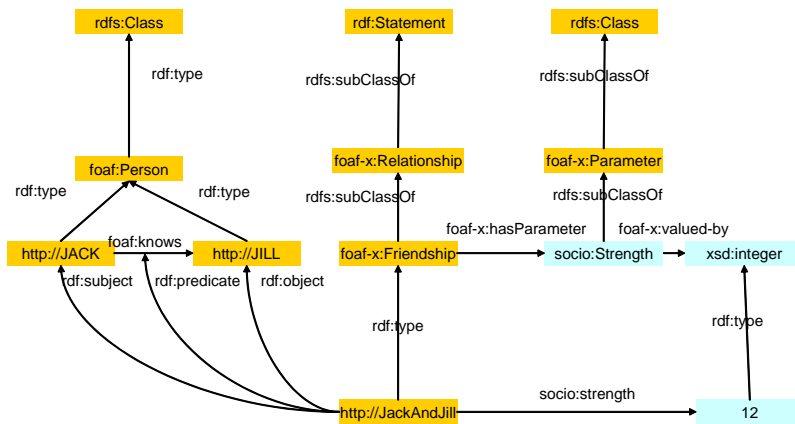 rdfs:Class
rdf:Statement
rdfs:Class
rdf:type
rdfs:subClassOf
rdfs:subClassOf
foaf:Person
foaf-x:Relationship
foaf-x:Parameter
rdf:type
rdf:type
rdfs:subClassOf
rdfs:subClassOf
foaf-x:hasParameter
foaf-x:valued-by
foaf:knows
http://JACK
http://JILL
foaf-x:Friendship
socio:Strength
xsd:integer
rdf:subject
rdf:predicate
rdf:object
rdf:type
rdf:type
socio:strength
http://JackAndJill
12